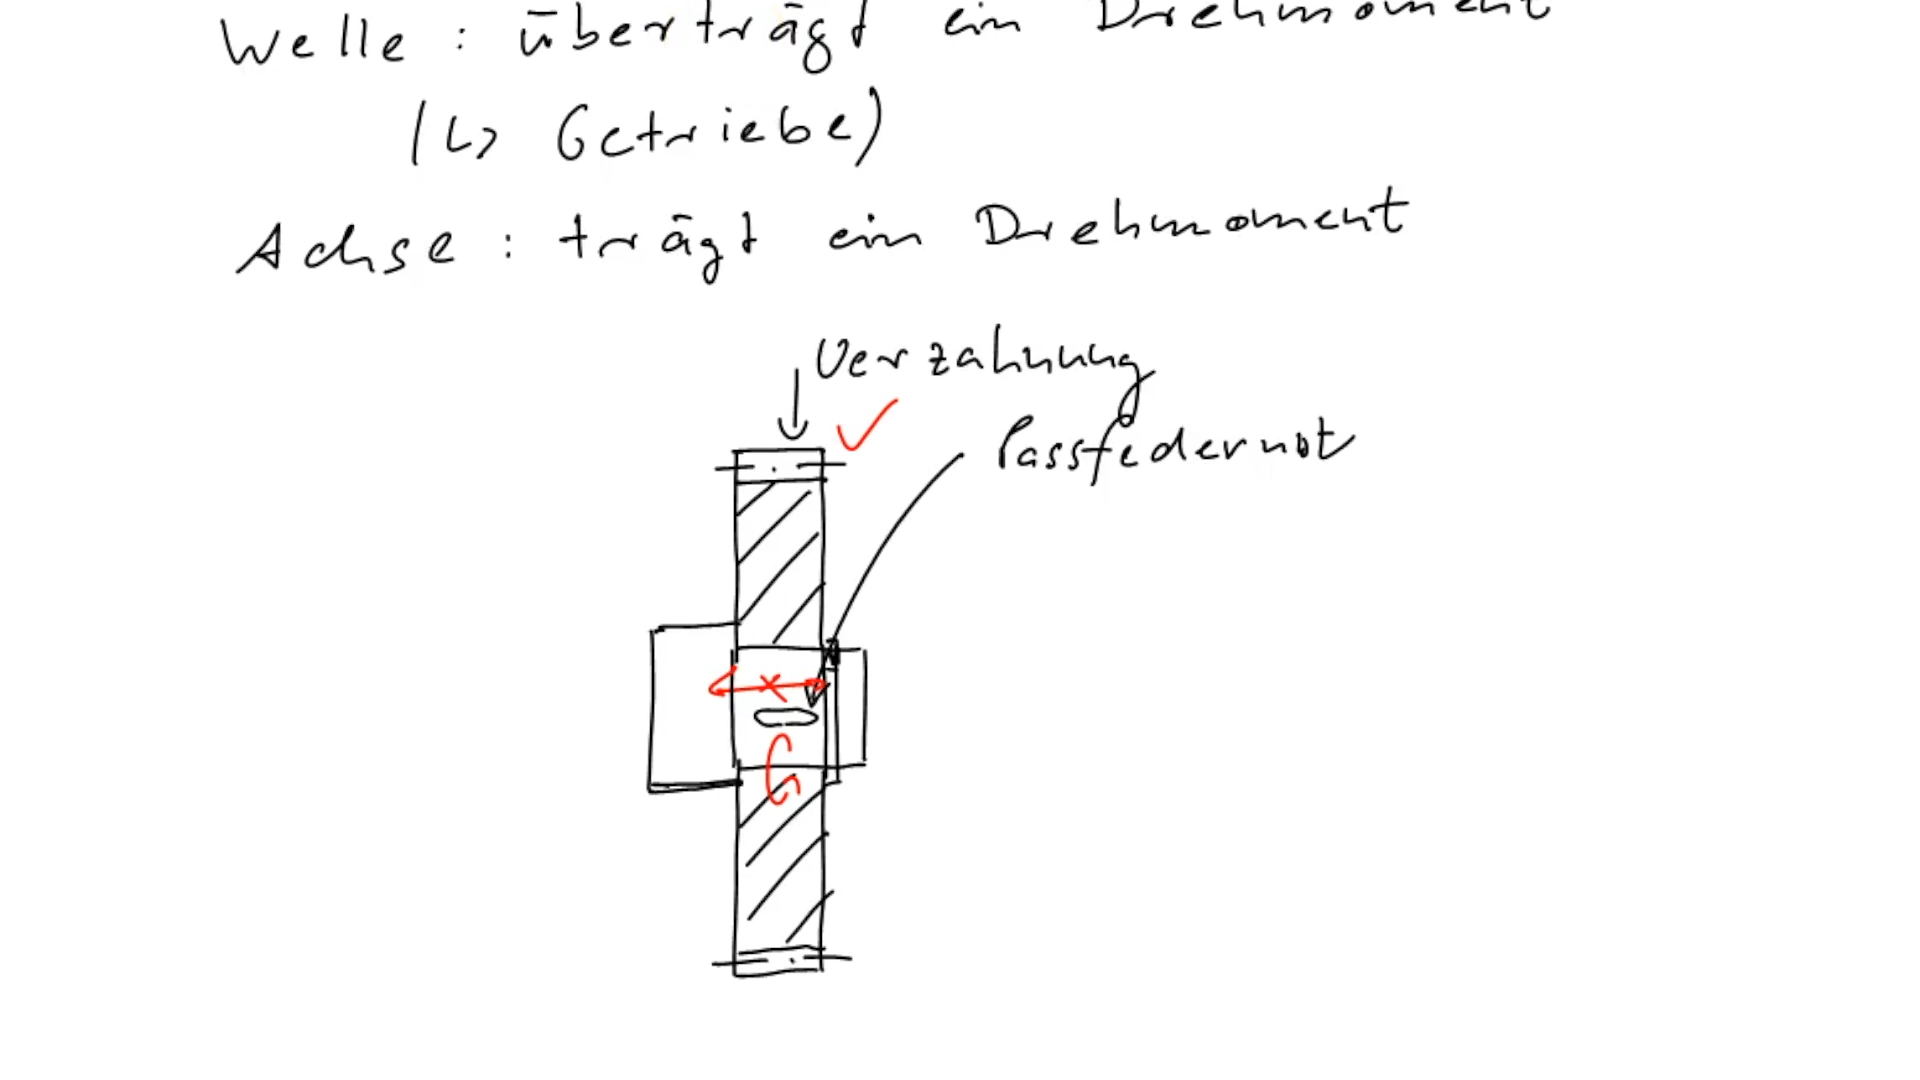 Welle : überträgt ein Drehmoment
(↳ Getriebe)
Achse : trägt ein Drehmoment
Verzahnung
Passfedernut